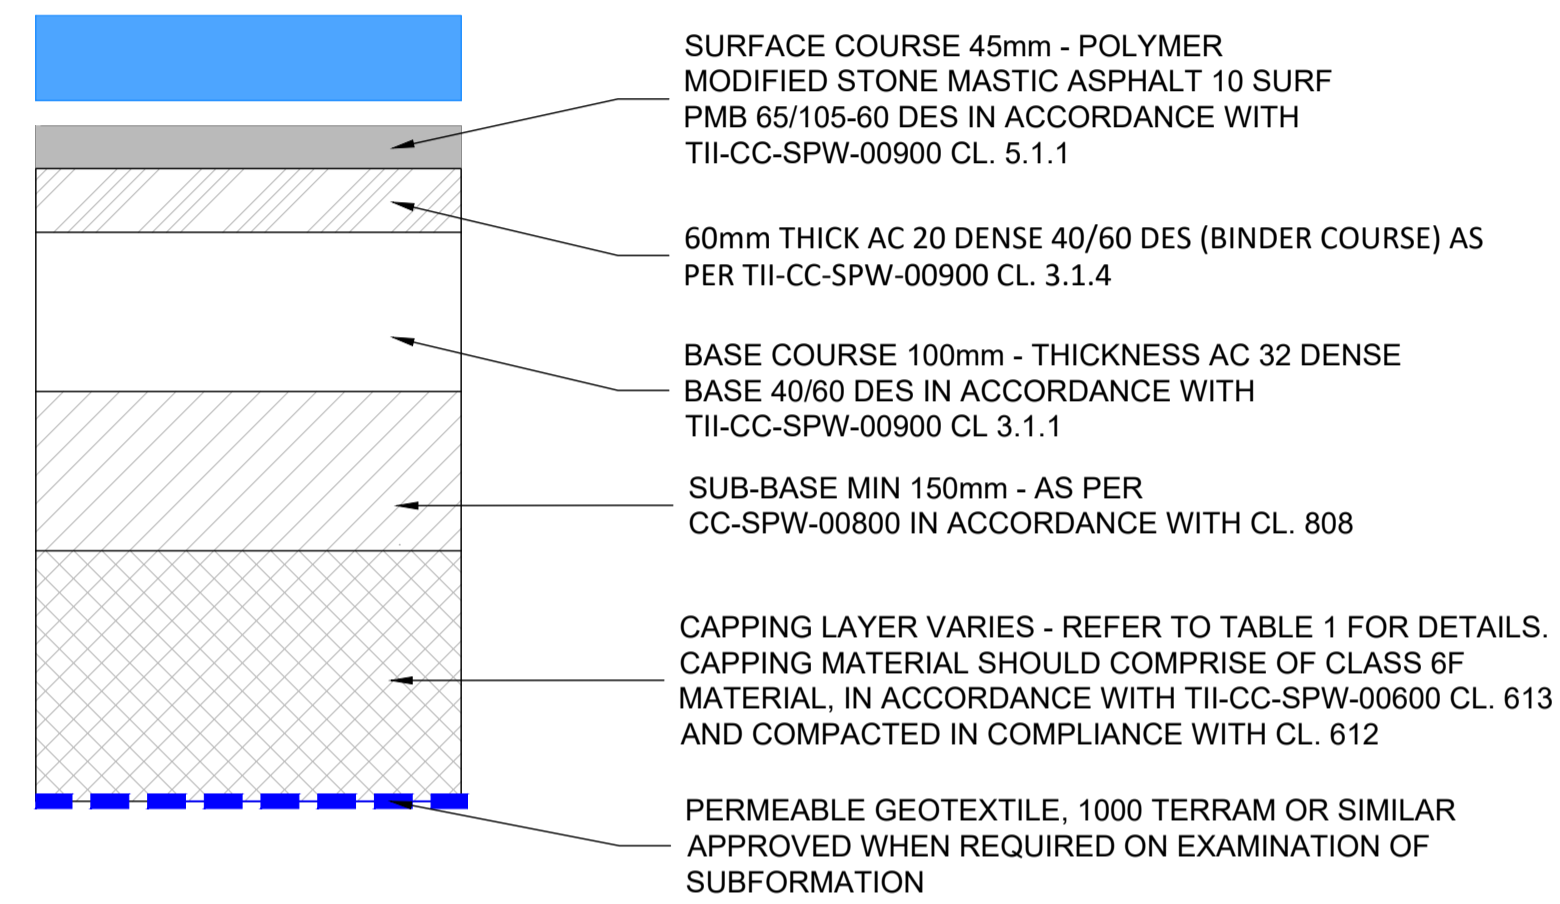 SURFACE COURSE 45mm - POLYMER
MODIFIED STONE MASTIC ASPHALT 10 SURF
PMB 65/105-60 DES IN ACCORDANCE WITH
TII-CC-SPW-00900 CL. 5.1.1
60mm THICK AC 20 DENSE 40/60 DES (BINDER COURSE) AS
PER TII-CC-SPW-00900 CL. 3.1.4
BASE COURSE 100mm - THICKNESS AC 32 DENSE
BASE 40/60 DES IN ACCORDANCE WITH
TII-CC-SPW-00900 CL 3.1.1
SUB-BASE MIN 150mm - AS PER
CC-SPW-00800 IN ACCORDANCE WITH CL. 808
CAPPING LAYER VARIES - REFER TO TABLE 1 FOR DETAILS.
CAPPING MATERIAL SHOULD COMPRISE OF CLASS 6F
MATERIAL, IN ACCORDANCE WITH TII-CC-SPW-00600 CL. 613
AND COMPACTED IN COMPLIANCE WITH CL. 612
PERMEABLE GEOTEXTILE, 1000 TERRAM OR SIMILAR
APPROVED WHEN REQUIRED ON EXAMINATION OF
SUBFORMATION